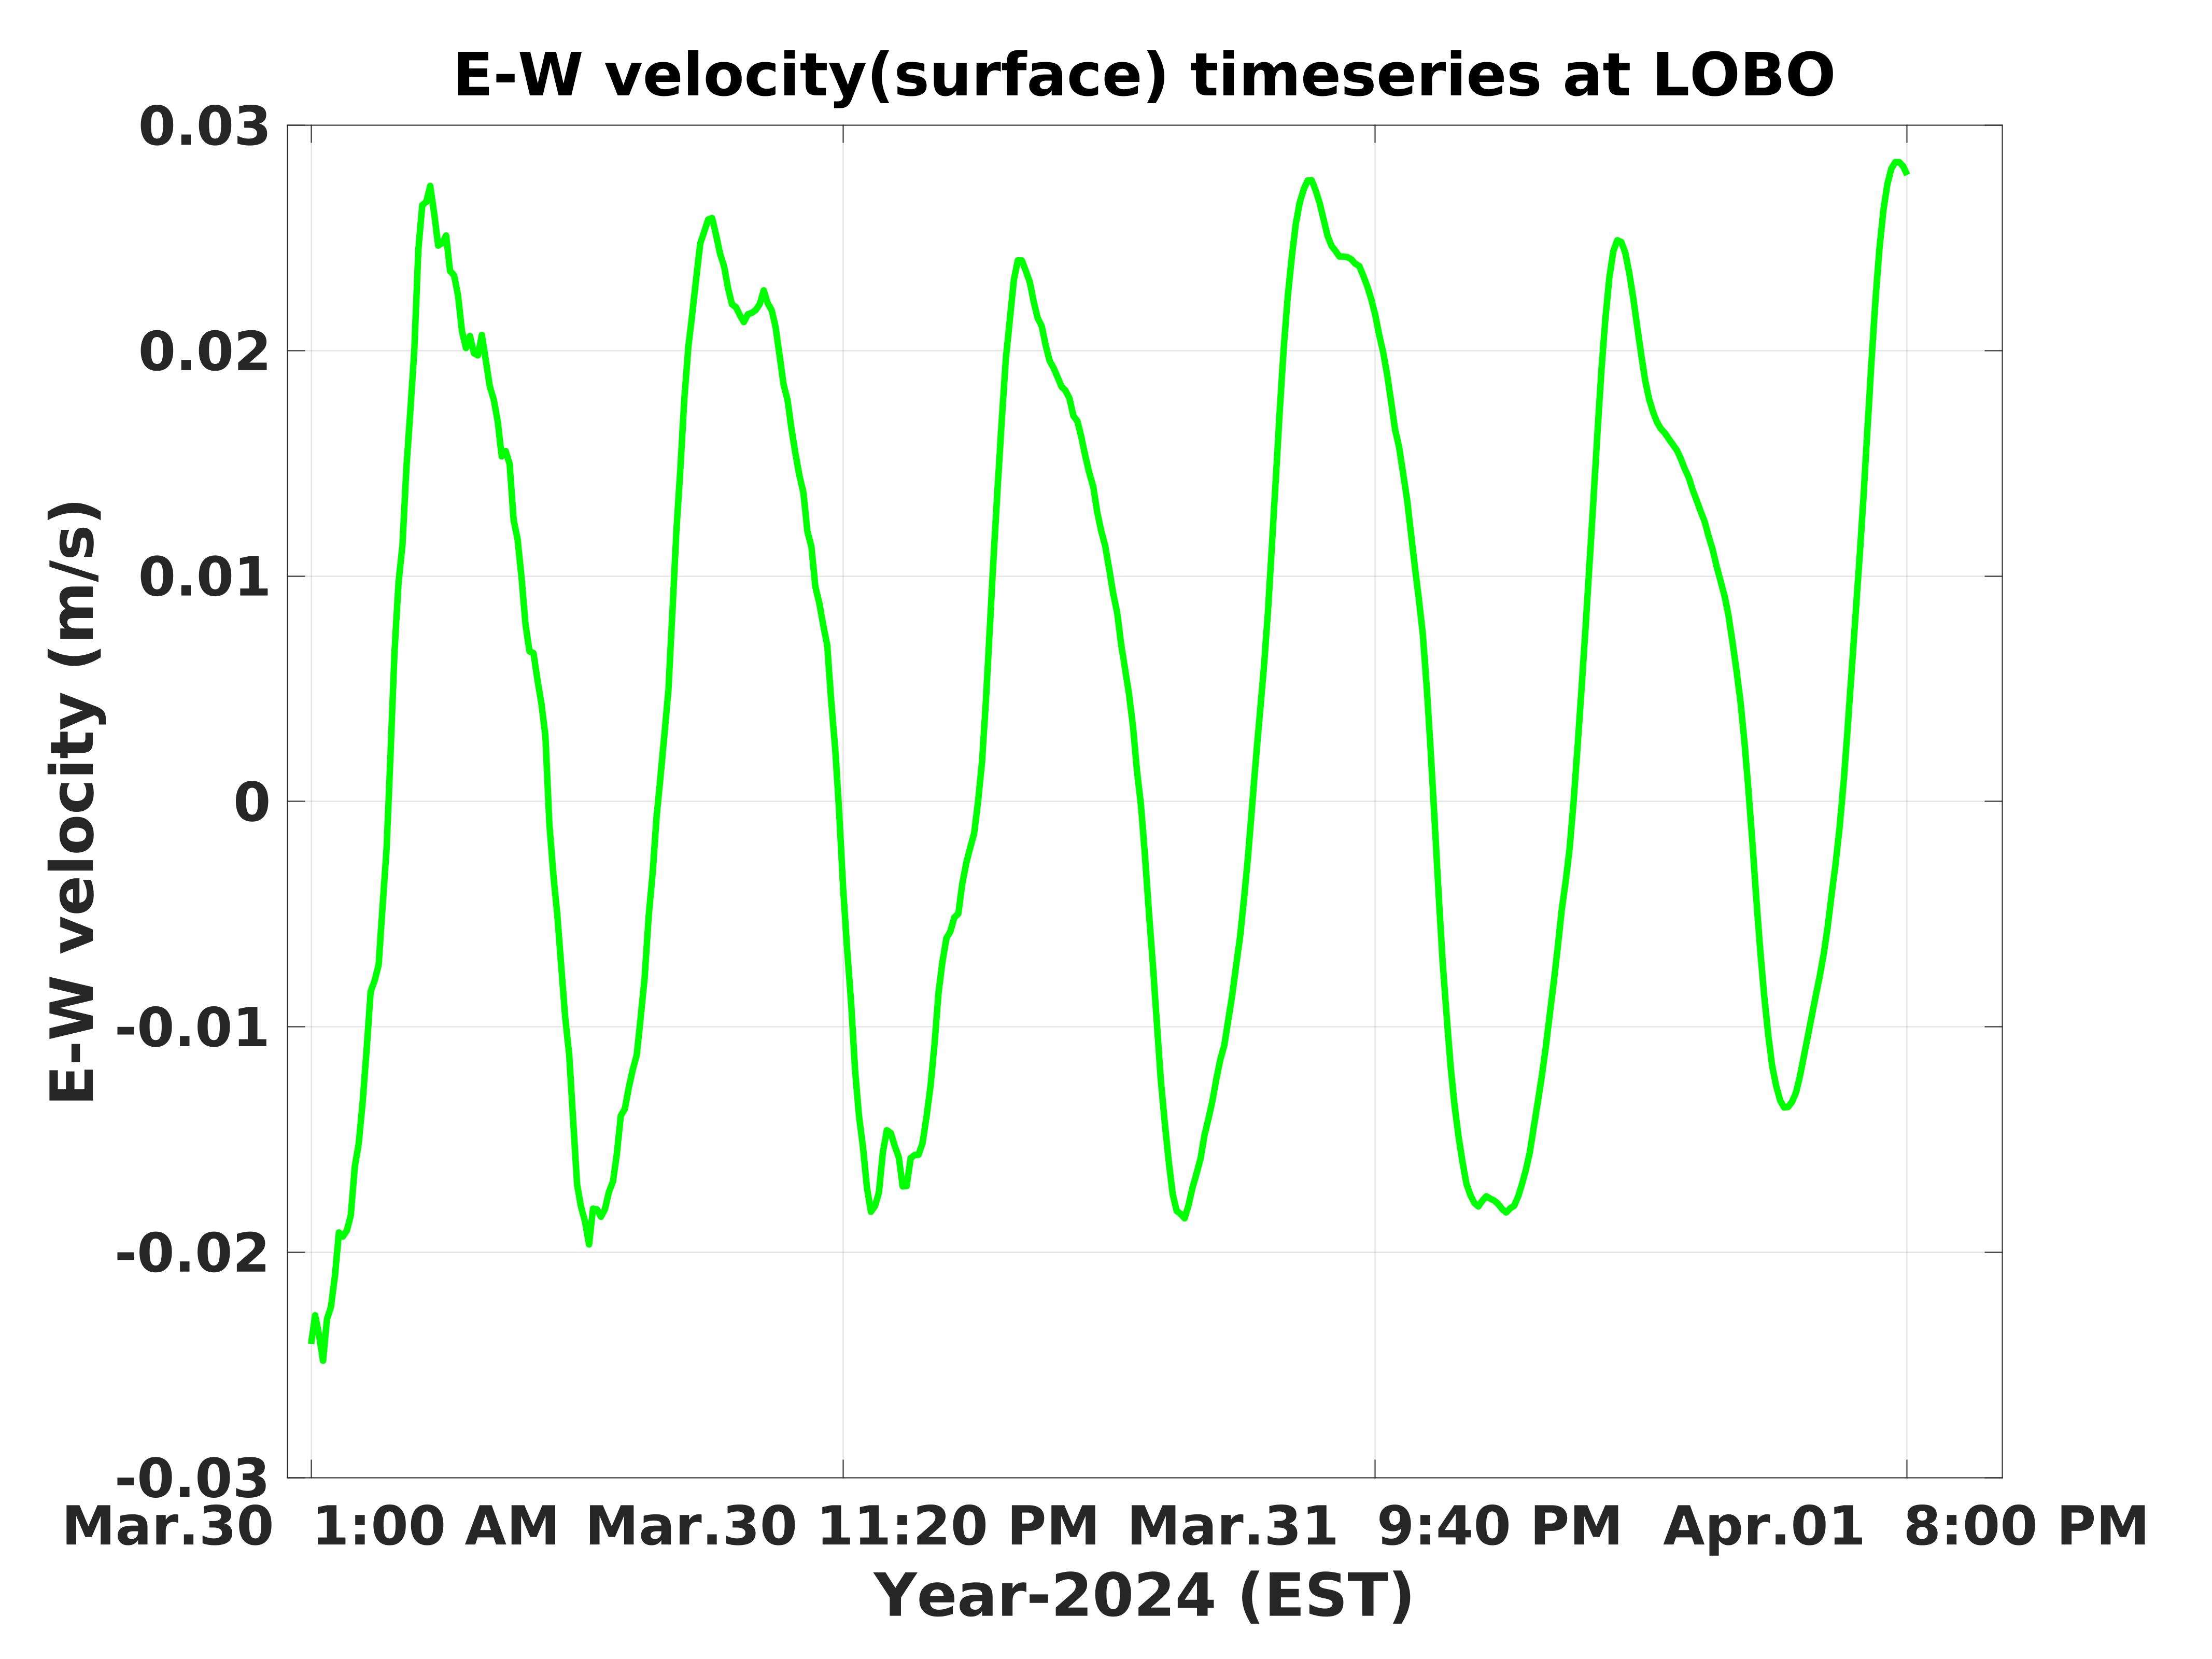 E-W velocity(surface) timeseries at LOBO
0.03
0.02
0.01
0
-0.01
-0.02
-0.03
E-W velocity (m/s)
Mar.30 1:00 AM Mar.30 11:20 PM Mar.31 9:40 PM Apr.01 8:00 PM
Year-2024 (EST)